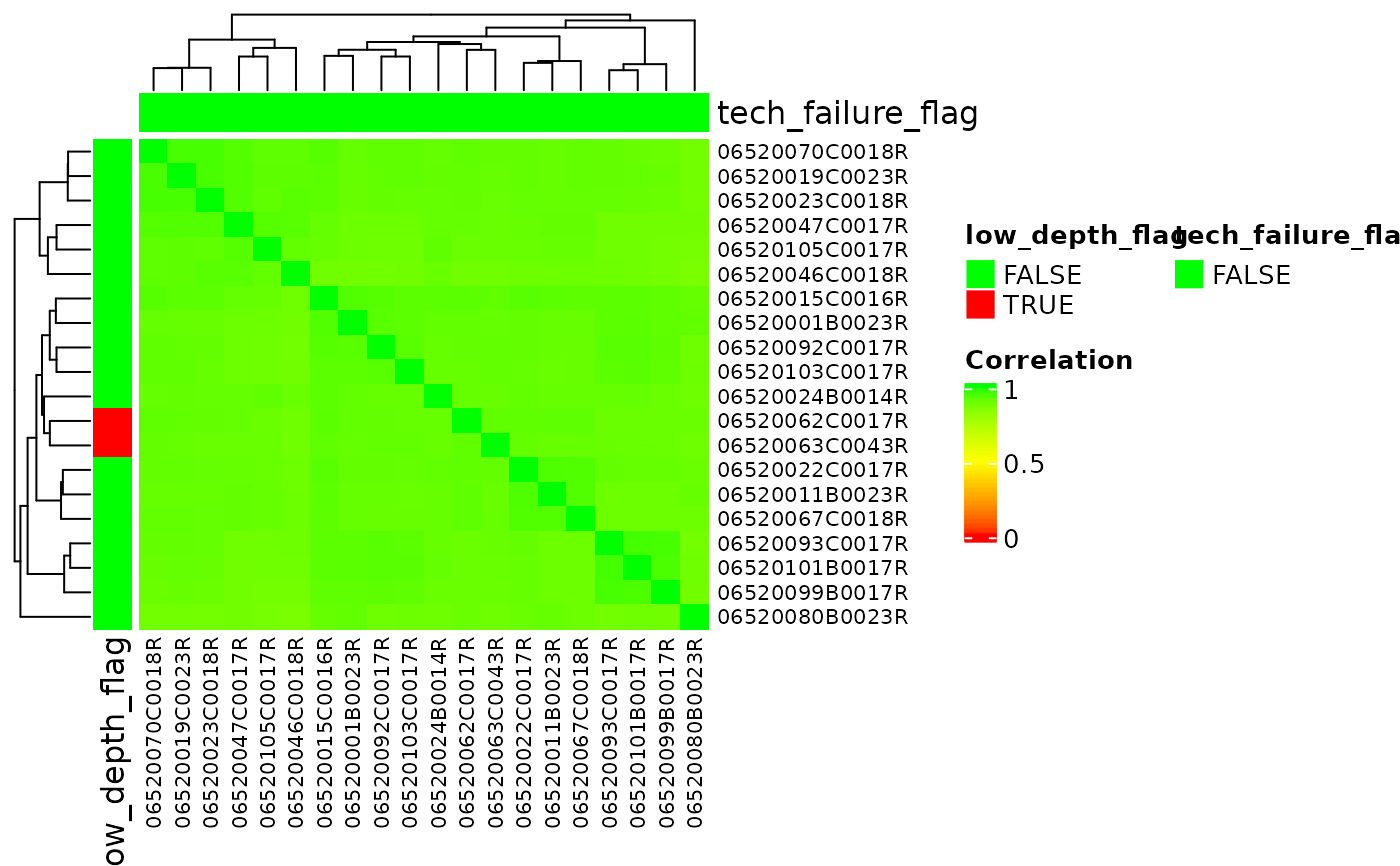 tech_failure_flag
06520070C0018R
06520019C0023R
06520023C0018R
06520047C0017R
06520105C0017R
06520046C0018R
06520015C0016R
06520001B0023R
06520092C0017R
06520103C0017R
06520024B0014R
06520062C0017R
06520063C0043R
06520022C0017R
06520011B0023R
06520067C0018R
06520093C0017R
06520101B0017R
06520099B0017R
06520080B0023R
low_depth_flag
FALSE
TRUE
tech_failure_fla
FALSE
Correlation
1
0.5
0
ow_depth_flag
06520070C0018R
06520019C0023R
06520023C0018R
06520047C0017R
06520105C0017R
06520046C0018R
06520015C0016R
06520001B0023R
06520092C0017R
06520103C0017R
06520024B0014R
06520062C0017R
06520063C0043R
06520022C0017R
06520011B0023R
06520067C0018R
06520093C0017R
06520101B0017R
06520099B0017R
06520080B0023R